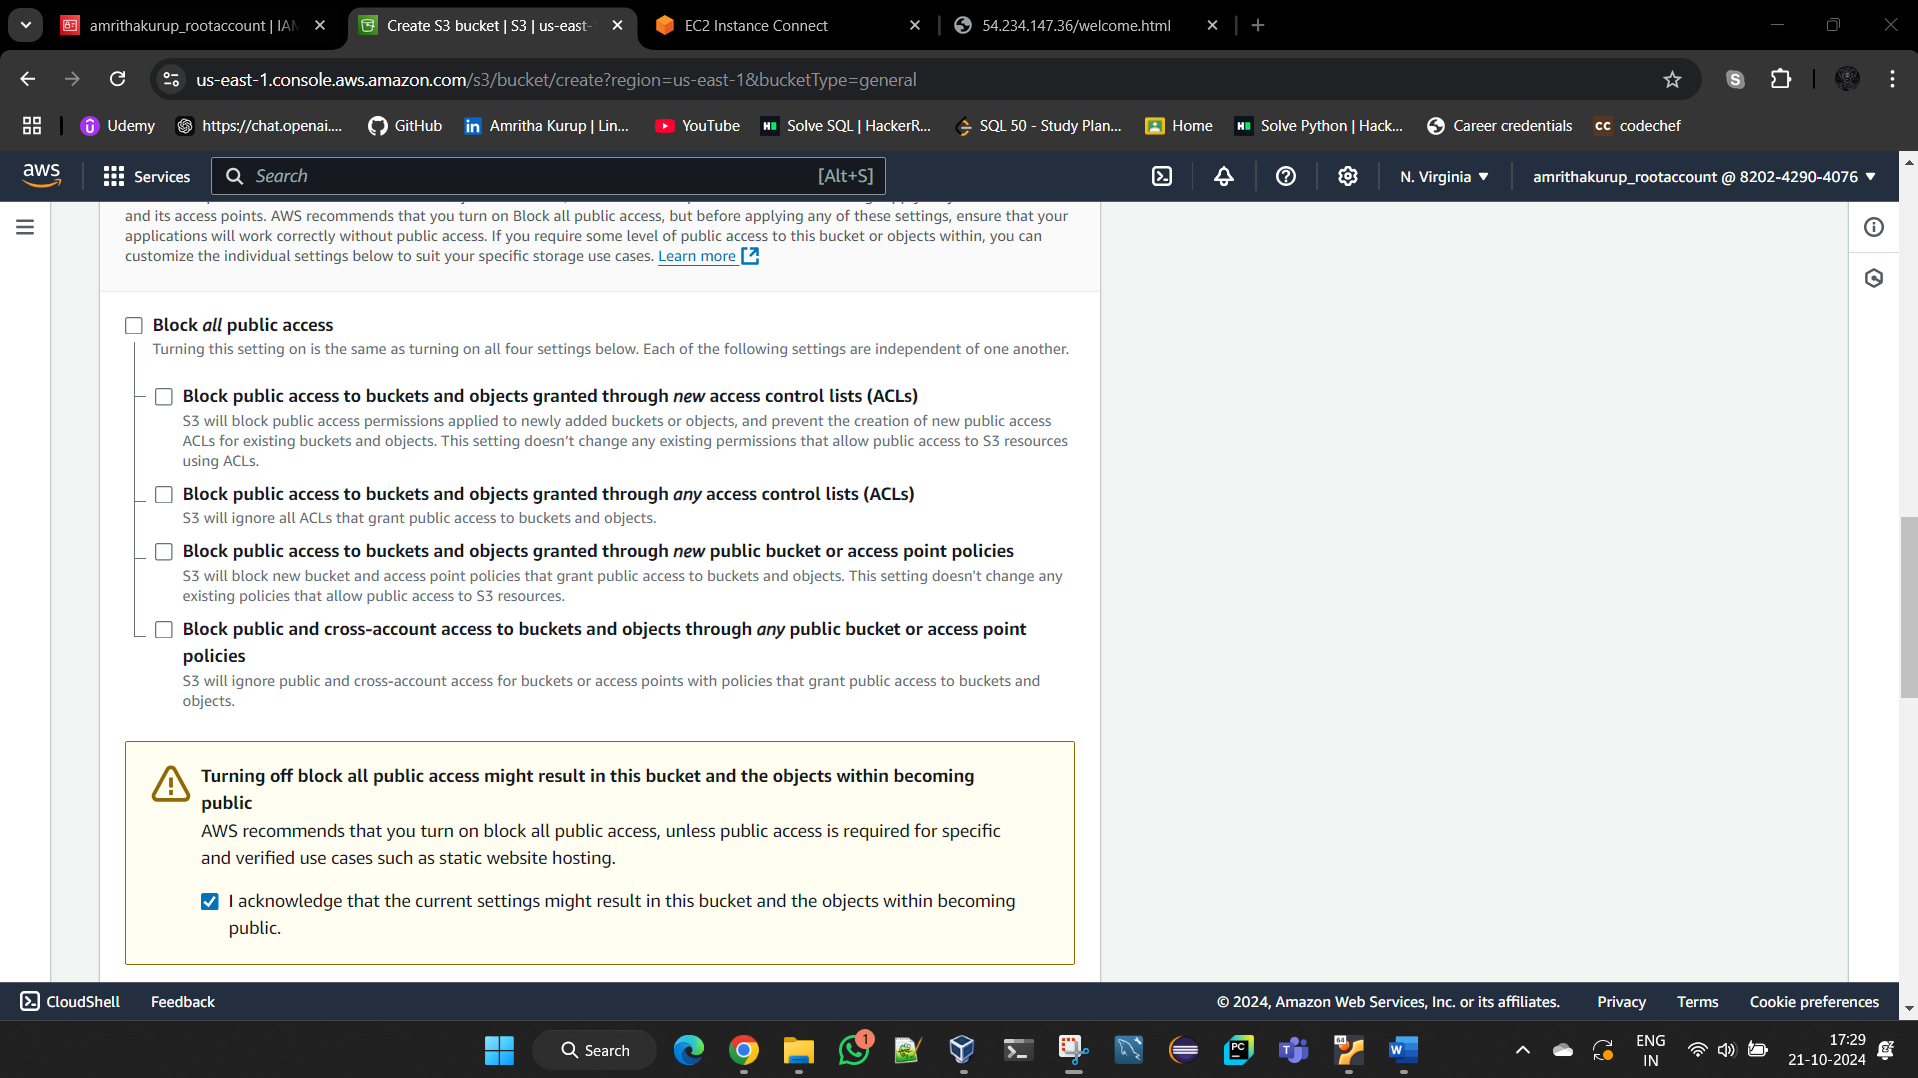 amrithakurup_rootaccount | IAM
Create S3 bucket | S3 | us-east-
EC2 Instance Connect
54.234.147.36/welcome.html
us-east-1.console.aws.amazon.com/s3/bucket/create?region=us-east-1&bucketType=general
Udemy
https://chat.openai....
GitHub
Amritha Kurup | Lin...
YouTube
Solve SQL | HackerR...
SQL 50 - Study Plan...
Home
Solve Python | Hack...
Career credentials
CC codechef
aws
Services
Search [Alt+S]
N. Virginia
amrithakurup_rootaccount @ 8202-4290-4076
and its access points. AWS recommends that you turn on Block all public access, but before applying any of these settings, ensure that your
applications will work correctly without public access. If you require some level of public access to this bucket or objects within, you can
customize the individual settings below to suit your specific storage use cases. Learn more
Block all public access
Turning this setting on is the same as turning on all four settings below. Each of the following settings are independent of one another.
Block public access to buckets and objects granted through new access control lists (ACLs)
S3 will block public access permissions applied to newly added buckets or objects, and prevent the creation of new public access
ACLs for existing buckets and objects. This setting doesn't change any existing permissions that allow public access to S3 resources
using ACLs.
Block public access to buckets and objects granted through any access control lists (ACLs)
S3 will ignore all ACLs that grant public access to buckets and objects.
Block public access to buckets and objects granted through new public bucket or access point policies
S3 will block new bucket and access point policies that grant public access to buckets and objects. This setting doesn't change any
existing policies that allow public access to S3 resources.
Block public and cross-account access to buckets and objects through any public bucket or access point
policies
S3 will ignore public and cross-account access for buckets or access points with policies that grant public access to buckets and
objects.
Turning off block all public access might result in this bucket and the objects within becoming
public
AWS recommends that you turn on block all public access, unless public access is required for specific
and verified use cases such as static website hosting.
I acknowledge that the current settings might result in this bucket and the objects within becoming
public.
CloudShell
Feedback
© 2024, Amazon Web Services, Inc. or its affiliates.
Privacy
Terms
Cookie preferences
Search
1
ENG
IN
17:29
21-10-2024